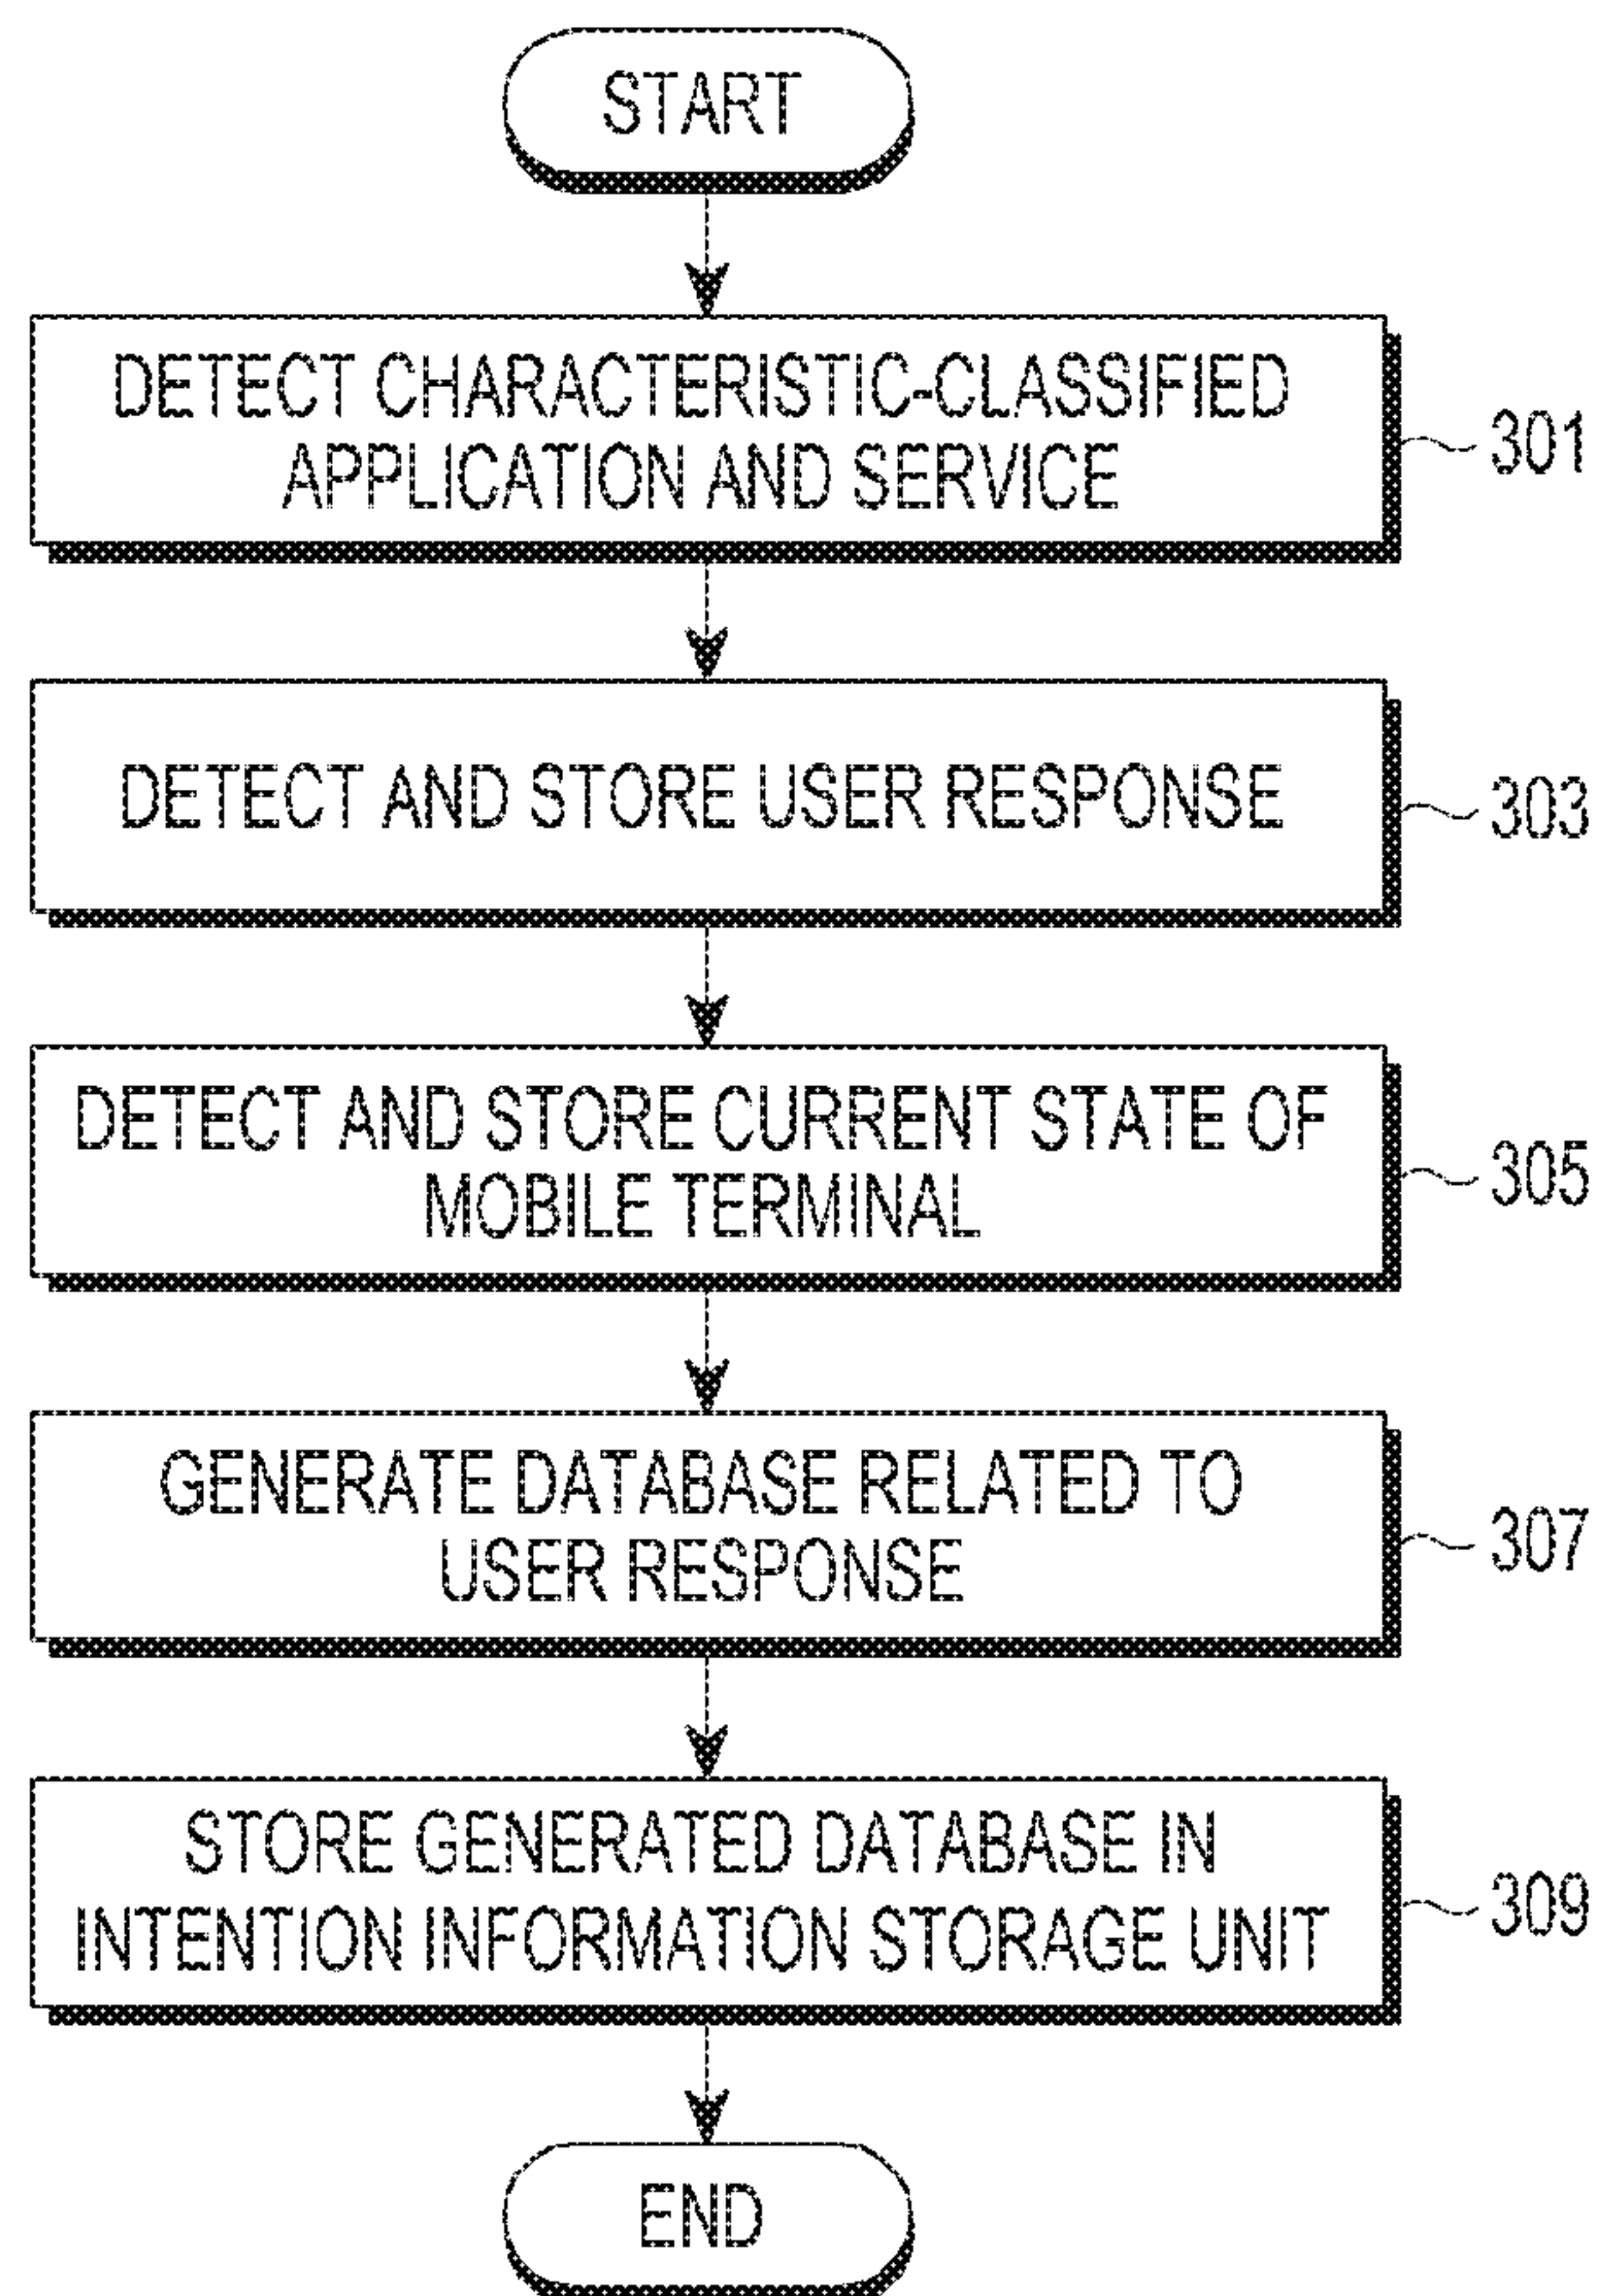 START
DETECT CHARACTERISTIC-CLASSIFIED
APPLICATION AND SERVICE
301
DETECT AND STORE USER RESPONSE
303
DETECT AND STORE CURRENT STATE OF
MOBILE TERMINAL
305
GENERATE DATABASE RELATED TO
USER RESPONSE
307
STORE GENERATED DATABASE IN
INTENTION INFORMATION STORAGE UNIT
309
END